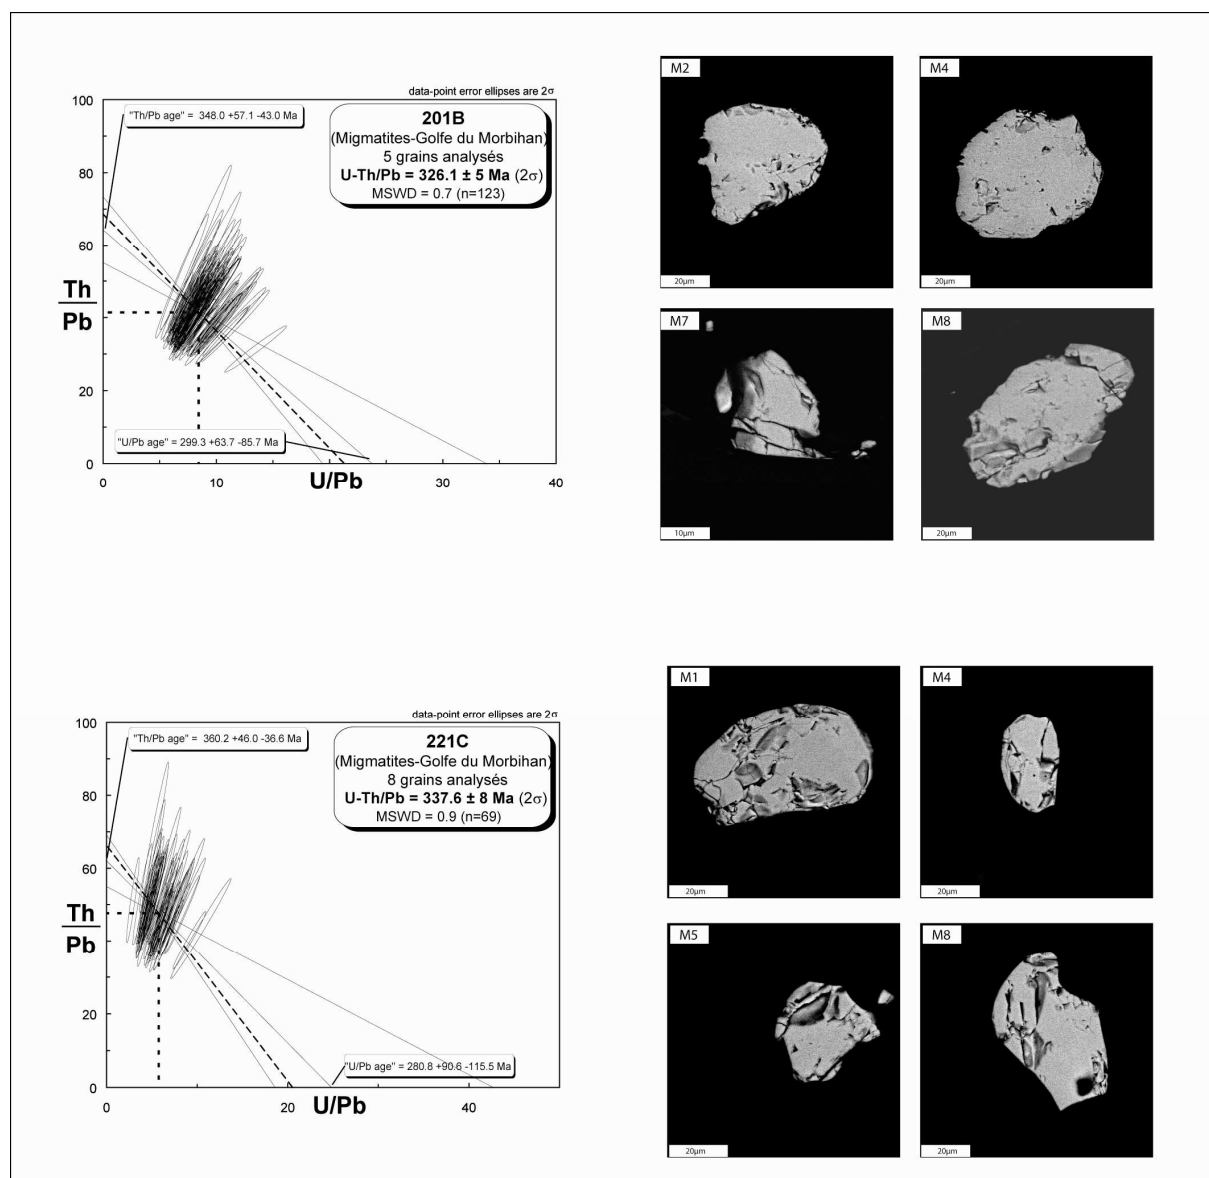 data-point error ellipses are 2σ
100
80
60
40
20
0
"Th/Pb age" = 348.0 +57.1 -43.0 Ma
201B
(Migmatites-Golfe du Morbihan)
5 grains analysés
U-Th/Pb = 326.1 ± 5 Ma (2σ)
MSWD = 0.7 (n=123)
Th
Pb
"U/Pb age" = 299.3 +63.7 -85.7 Ma
0
10
U/Pb
30
40
M2
20µm
M4
20µm
M7
10µm
M8
20µm
data-point error ellipses are 2σ
100
80
60
40
20
0
"Th/Pb age" = 360.2 +46.0 -36.6 Ma
221C
(Migmatites-Golfe du Morbihan)
8 grains analysés
U-Th/Pb = 337.6 ± 8 Ma (2σ)
MSWD = 0.9 (n=69)
Th
Pb
"U/Pb age" = 280.8 +90.6 -115.5 Ma
0
20
U/Pb
40
M1
20µm
M4
20µm
M5
20µm
M8
20µm